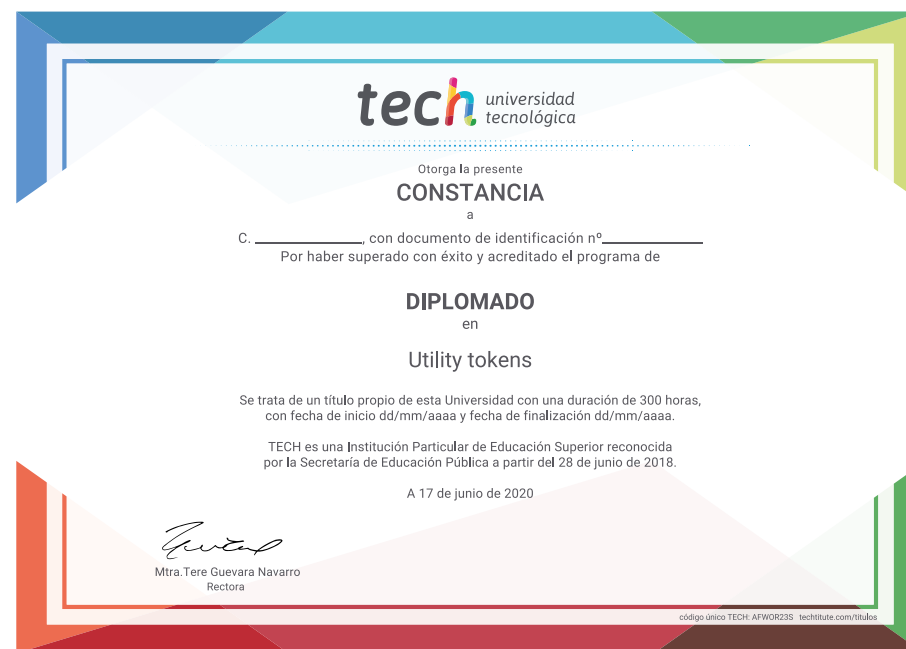 tech universidad
tecnológica
Otorga la presente
CONSTANCIA
a
C. ____________, con documento de identificación nº____________
Por haber superado con éxito y acreditado el programa de
DIPLOMADO
en
Utility tokens
Se trata de un título propio de esta Universidad con una duración de 300 horas,
con fecha de inicio dd/mm/aaaa y fecha de finalización dd/mm/aaaa.
TECH es una Institución Particular de Educación Superior reconocida
por la Secretaría de Educación Pública a partir del 28 de junio de 2018.
A 17 de junio de 2020
Mtra.Tere Guevara Navarro
Rectora
código único TECH: AFWOR23S techtitute.com/titulos